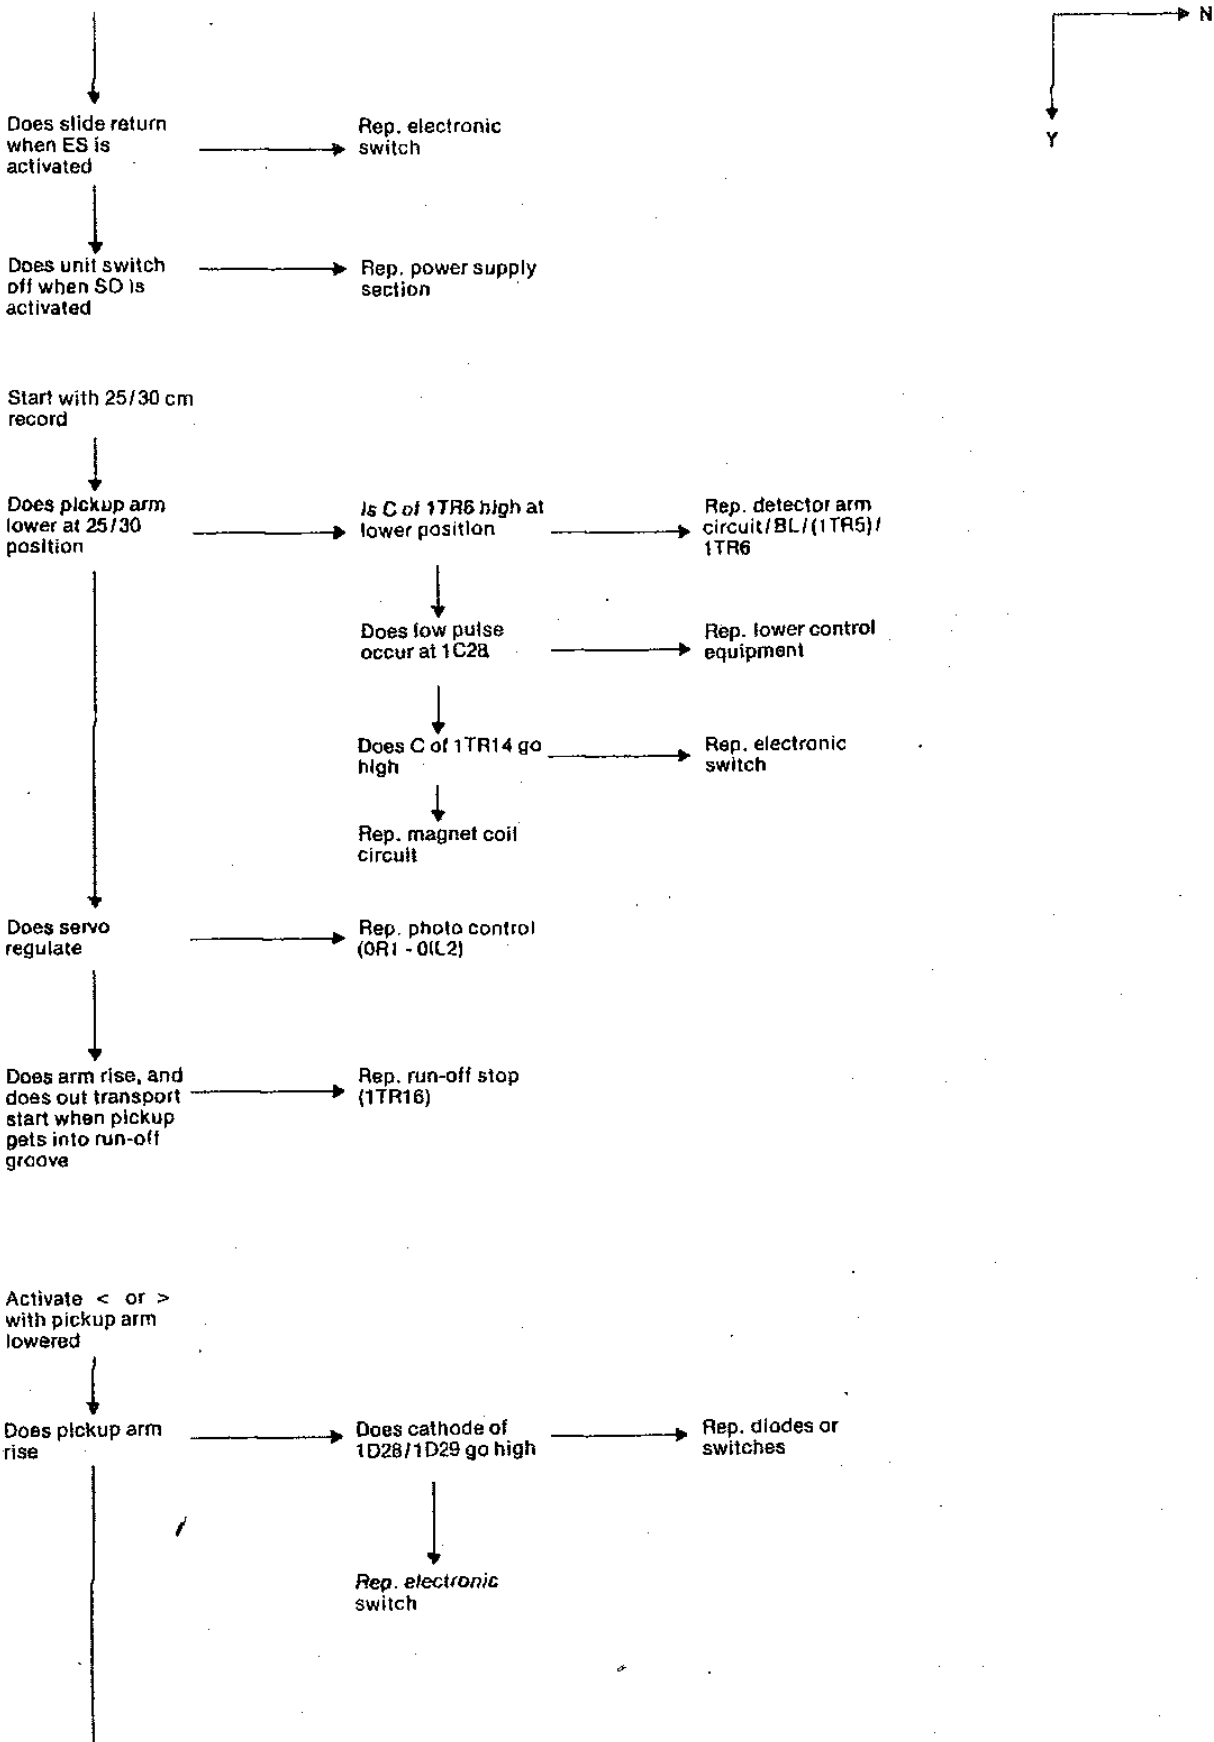 N
Y
Does slide return
when ES is
activated
Rep. electronic
switch
Does unit switch
off when SO is
activated
Rep. power supply
section
Start with 25/30 cm
record
Does pickup arm
lower at 25/30
position
Is C of 1TR6 high at
lower position
Rep. detector arm
circuit/BL/(1TR5)/
1TR6
Does low pulse
occur at 1C28
Rep. lower control
equipment
Does C of 1TR14 go
high
Rep. electronic
switch
Rep. magnet coil
circuit
Does servo
regulate
Rep. photo control
(0R1 - 0IL2)
Does arm rise, and
does out transport
start when pickup
gets into run-off
groove
Rep. run-off stop
(1TR16)
Activate < or >
with pickup arm
lowered
Does pickup arm
rise
Does cathode of
1D28/1D29 go high
Rep. diodes or
switches
Rep. electronic
switch